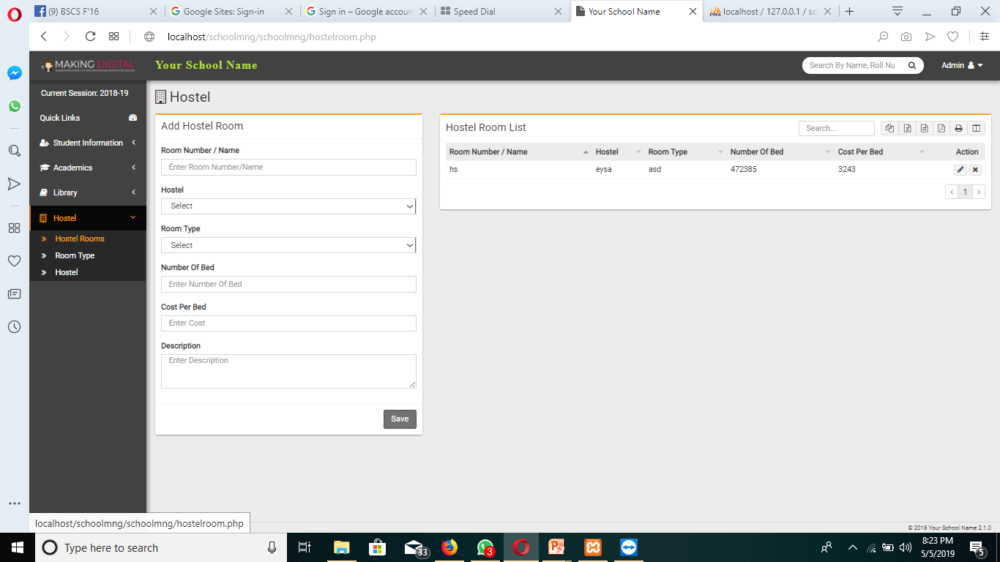 (9) BSCS F'16
Google Sites: Sign-in
Sign in – Google accoun
Speed Dial
Your School Name
localhost / 127.0.0.1 / sc
localhost/schoolmng/schoolmng/hostelroom.php
MAKING DIGITAL
Your School Name
Search By Name, Roll Nu
Admin
Current Session: 2018-19
Quick Links
Student Information
Academics
Library
Hostel
Hostel Rooms
Room Type
Hostel
Hostel
Add Hostel Room
Room Number / Name
Enter Room Number/Name
Hostel
Select
Room Type
Select
Number Of Bed
Enter Number Of Bed
Cost Per Bed
Enter Cost
Description
Enter Description
Save
Hostel Room List
Search...
Room Number / Name Hostel Room Type Number Of Bed Cost Per Bed Action
hs eysa asd 472385 3243
1
localhost/schoolmng/schoolmng/hostelroom.php
© 2018 Your School Name 2.1.0
Type here to search
33
3
8:23 PM
5/5/2019
5